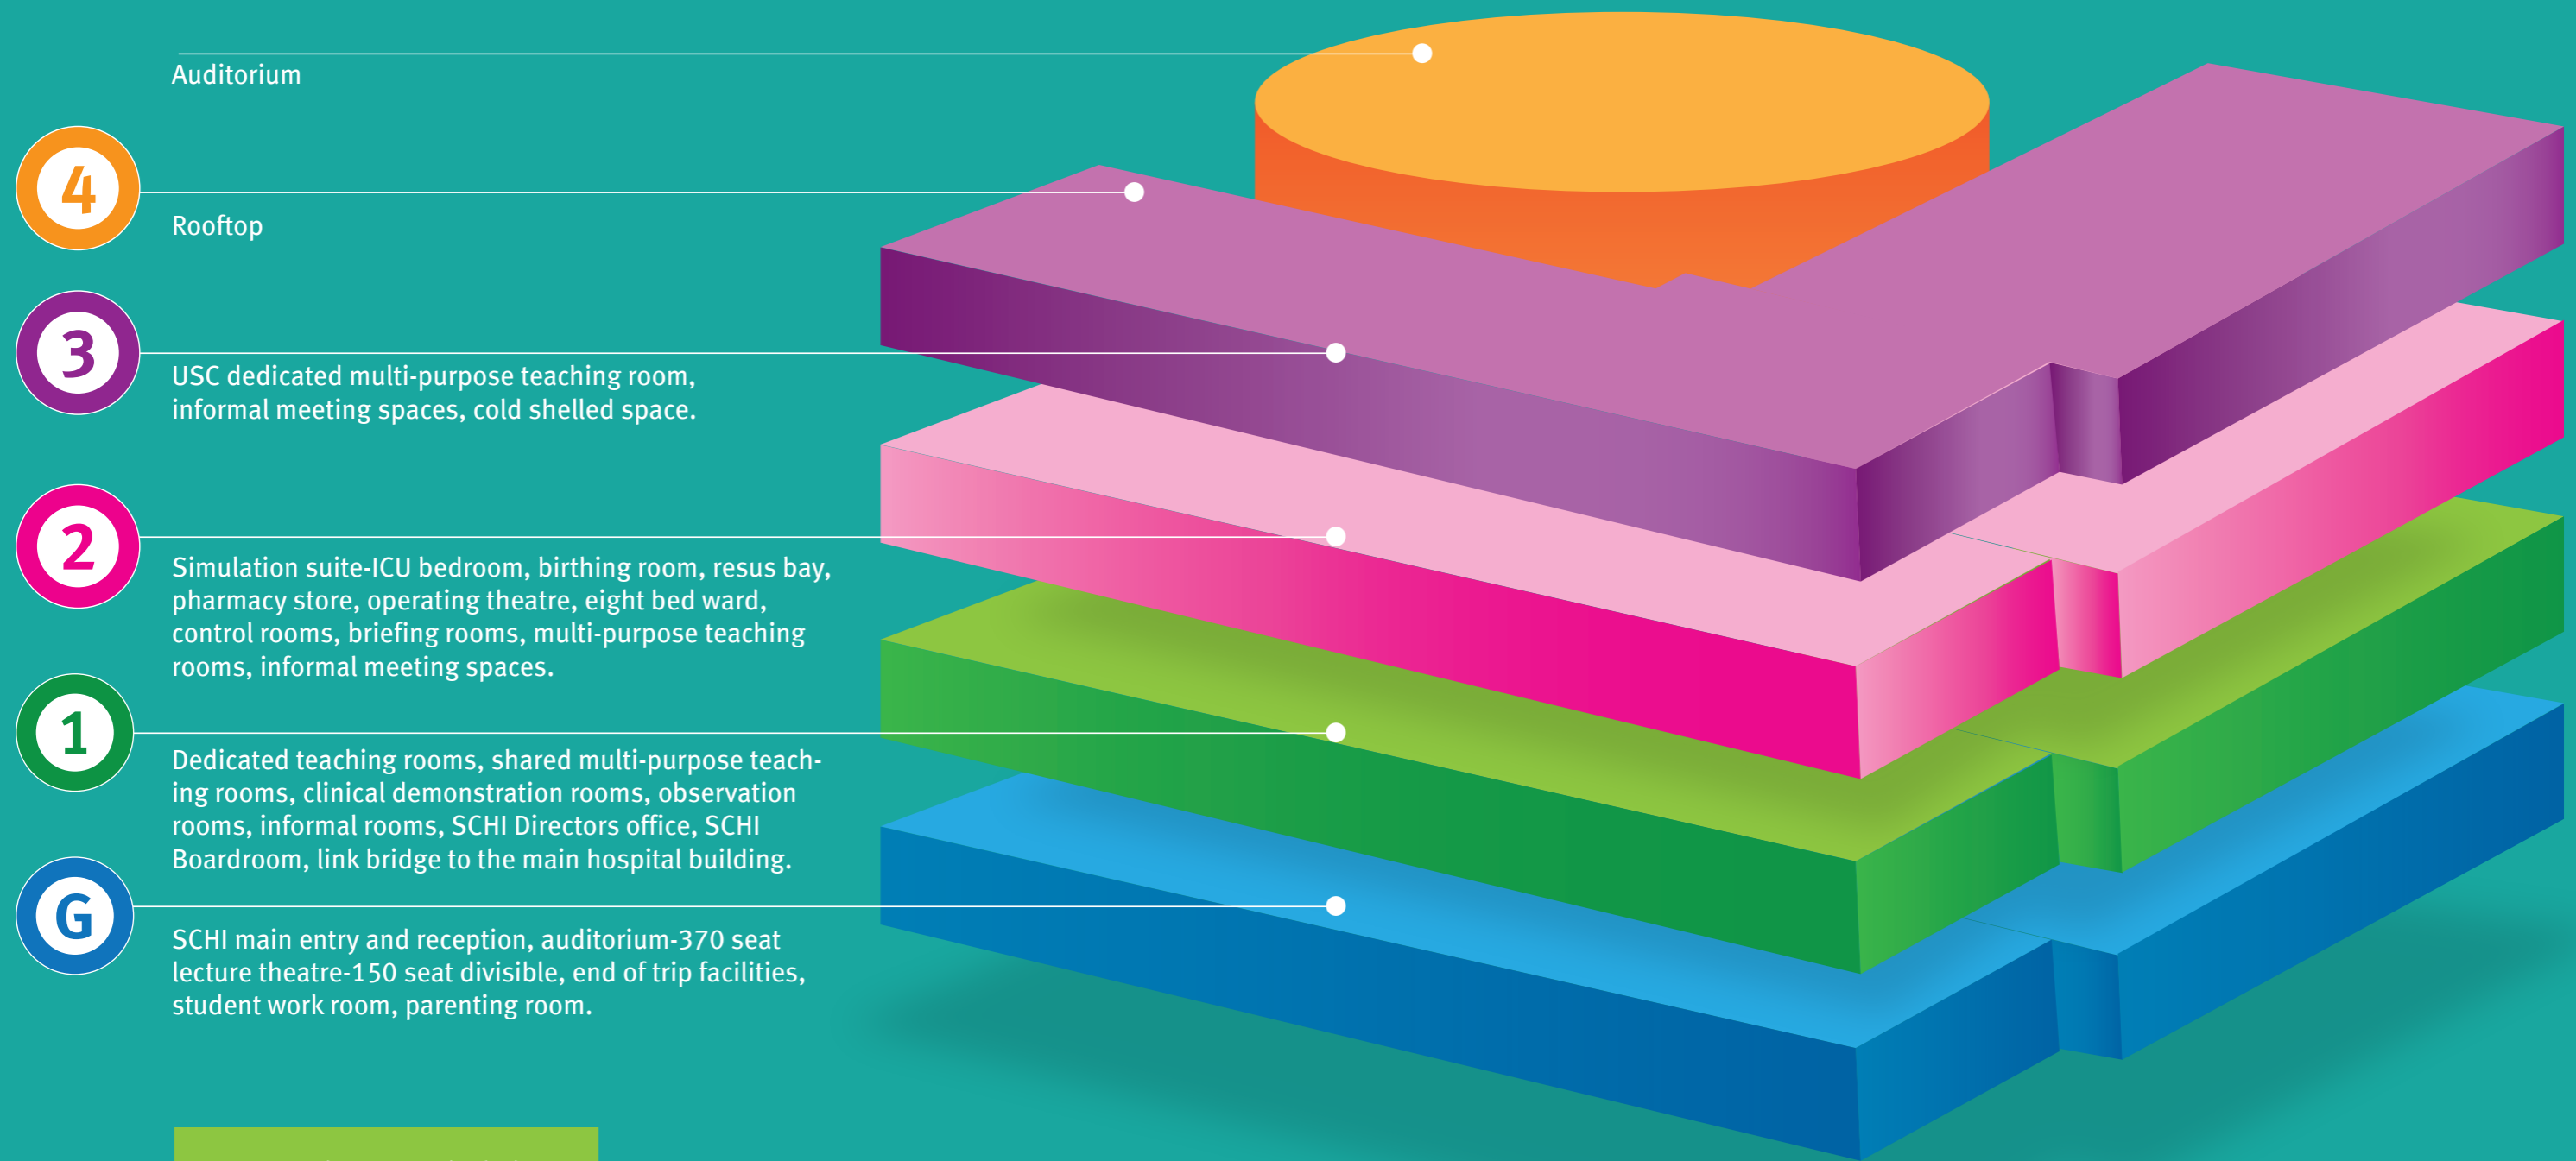 Auditorium
4
Rooftop
3
USC dedicated multi-purpose teaching room,
informal meeting spaces, cold shelled space.
2
Simulation suite-ICU bedroom, birthing room, resus bay,
pharmacy store, operating theatre, eight bed ward,
control rooms, briefing rooms, multi-purpose teaching
rooms, informal meeting spaces.
1
Dedicated teaching rooms, shared multi-purpose teach-
ing rooms, clinical demonstration rooms, observation
rooms, informal rooms, SCHI Directors office, SCHI
Boardroom, link bridge to the main hospital building.
G
SCHI main entry and reception, auditorium-370 seat
lecture theatre-150 seat divisible, end of trip facilities,
student work room, parenting room.